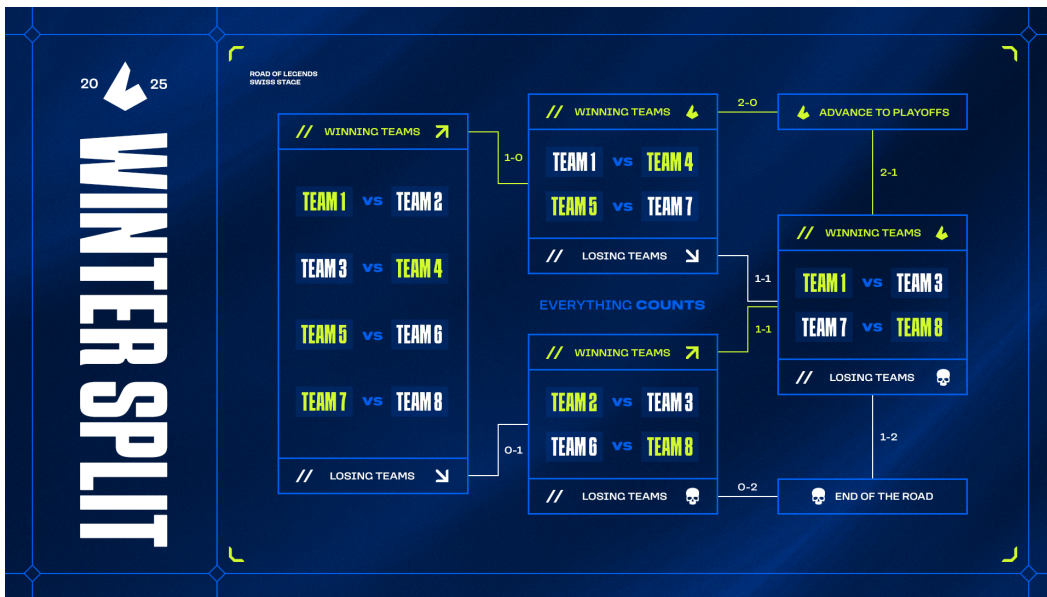 20 25
WINTER SPLIT
ROAD OF LEGENDS
SWISS STAGE
// WINNING TEAMS
TEAM 1 VS TEAM 2
TEAM 3 VS TEAM 4
TEAM 5 VS TEAM 6
TEAM 7 VS TEAM 8
// LOSING TEAMS
1-0
0-1
// WINNING TEAMS
TEAM 1 VS TEAM 4
TEAM 5 VS TEAM 7
// LOSING TEAMS
2-0
1-1
EVERYTHING COUNTS
// WINNING TEAMS
TEAM 2 VS TEAM 3
TEAM 6 VS TEAM 8
// LOSING TEAMS
1-1
0-2
ADVANCE TO PLAYOFFS
2-1
// WINNING TEAMS
TEAM 1 VS TEAM 3
TEAM 7 VS TEAM 8
// LOSING TEAMS
1-2
END OF THE ROAD